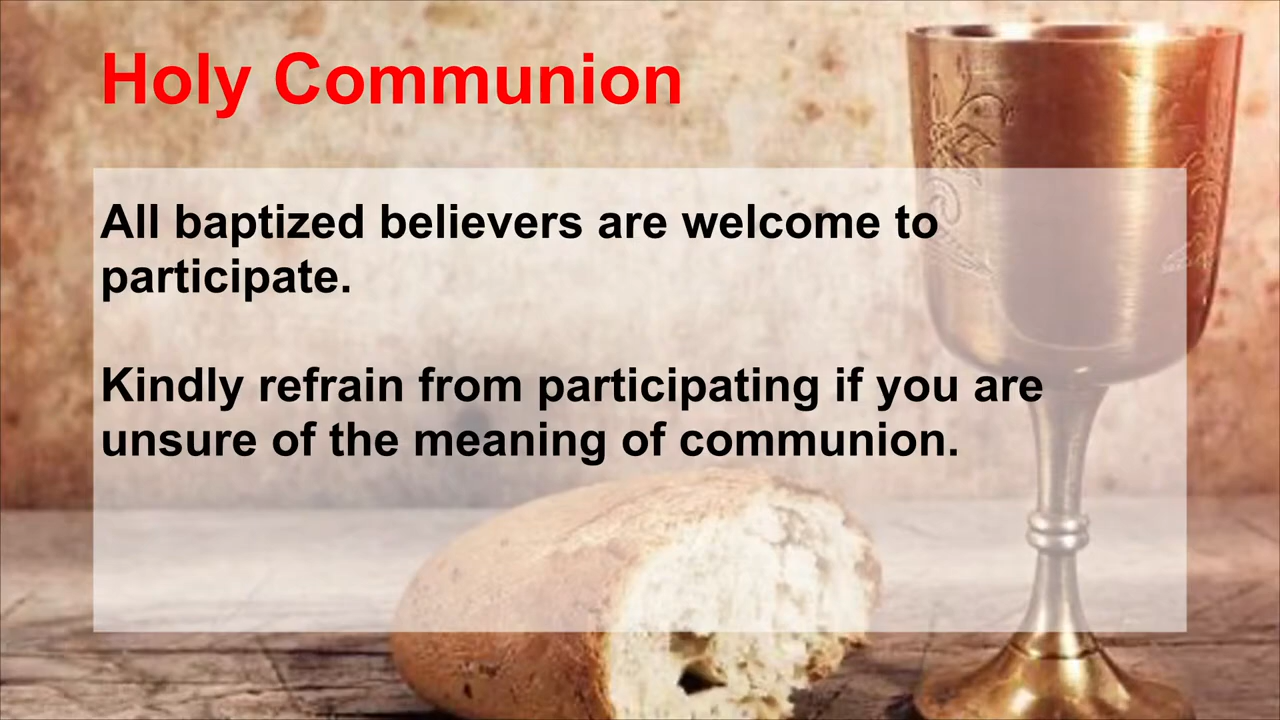 Holy Communion
All baptized believers are welcome to
participate.
Kindly refrain from participating if you are
unsure of the meaning of communion.